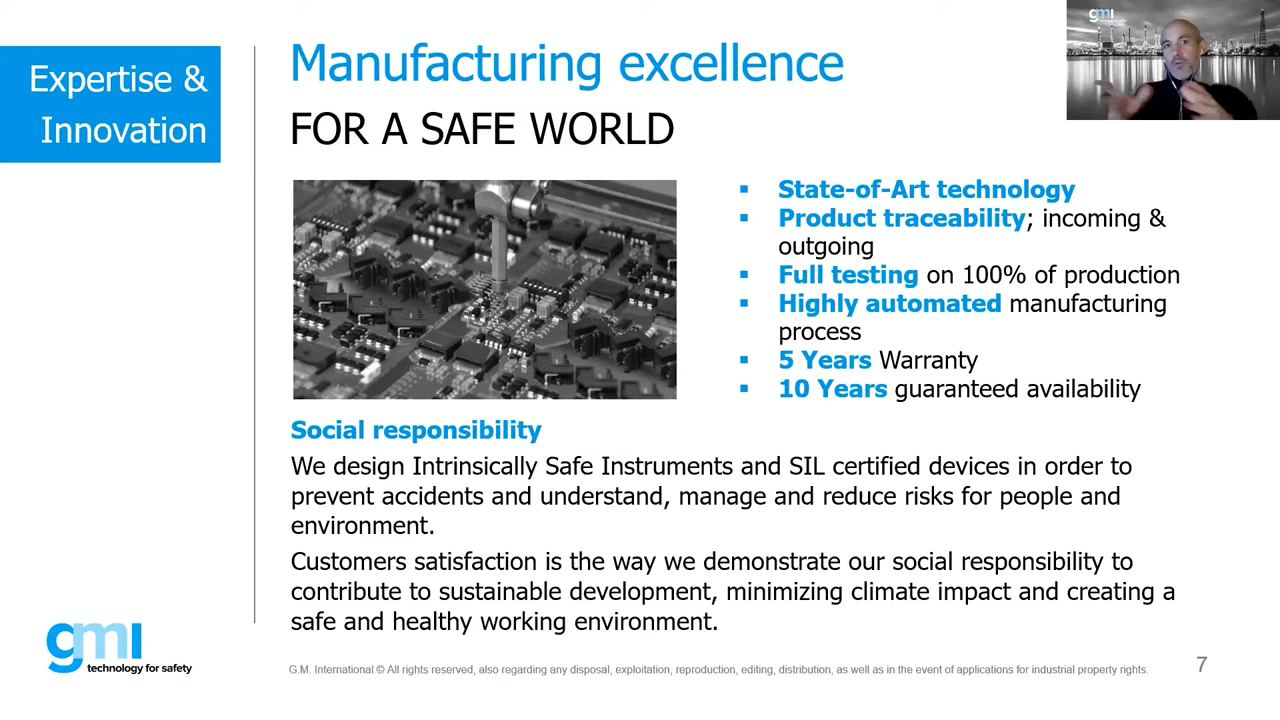 Expertise &
Innovation
Manufacturing excellence
FOR A SAFE WORLD
gmi
▪ State-of-Art technology
▪ Product traceability; incoming &
outgoing
▪ Full testing on 100% of production
▪ Highly automated manufacturing
process
▪ 5 Years Warranty
▪ 10 Years guaranteed availability
Social responsibility
We design Intrinsically Safe Instruments and SIL certified devices in order to
prevent accidents and understand, manage and reduce risks for people and
environment.
Customers satisfaction is the way we demonstrate our social responsibility to
contribute to sustainable development, minimizing climate impact and creating a
safe and healthy working environment.
gmi
technology for safety
G.M. International © All rights reserved, also regarding any disposal, exploitation, reproduction, editing, distribution, as well as in the event of applications for industrial property rights.
7